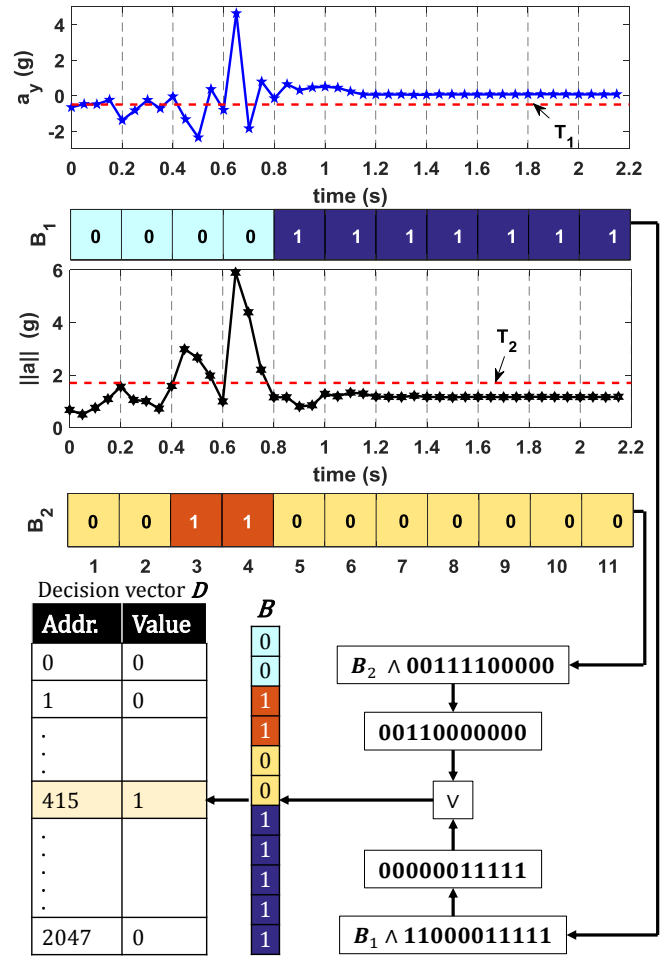 4
2
0
-2
a_y (g)
T_1
0 0.2 0.4 0.6 0.8 1 1.2 1.4 1.6 1.8 2 2.2
time (s)
B_1
0 0 0 0 1 1 1 1 1 1 1
6
4
2
0
||a|| (g)
T_2
0 0.2 0.4 0.6 0.8 1 1.2 1.4 1.6 1.8 2 2.2
time (s)
B_2
0 0 1 1 0 0 0 0 0 0 0
1 2 3 4 5 6 7 8 9 10 11
Decision vector D
Addr. Value
0 0
1 0
.
.
.
415 1
.
.
.
.
.
2047 0
B
0
0
1
1
0
0
1
1
1
1
1
B_2 ∧ 00111100000
00110000000
∨
00000011111
B_1 ∧ 11000011111